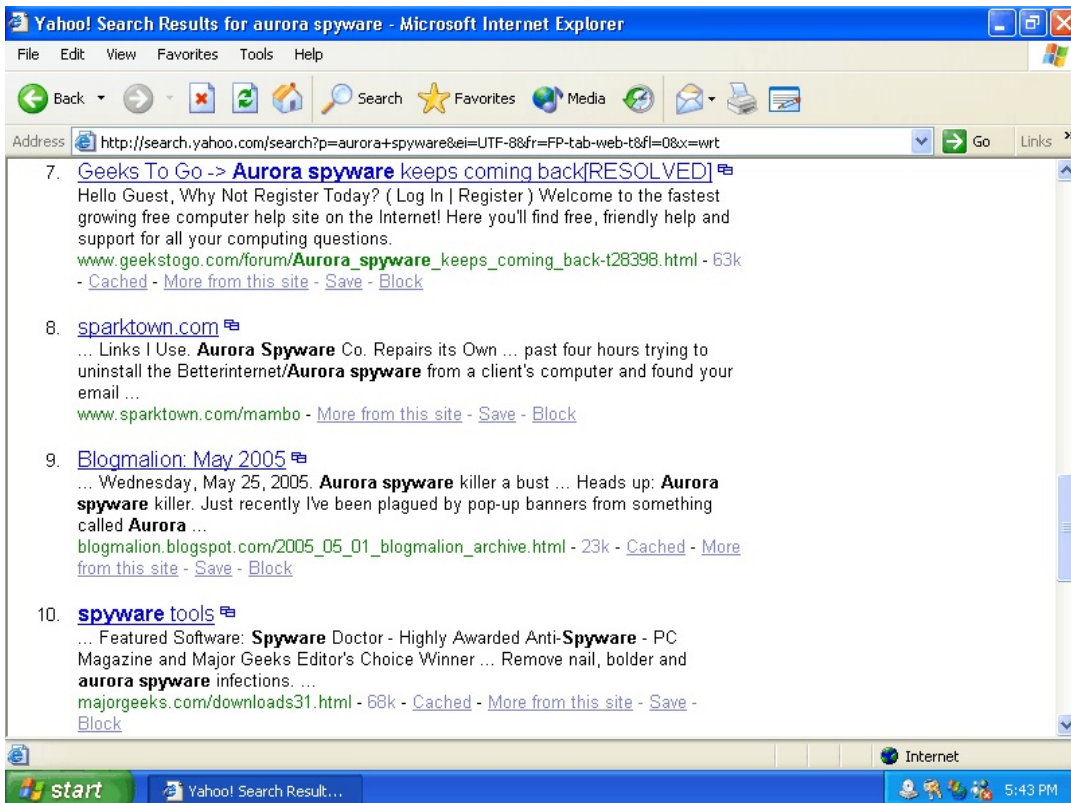 Yahoo! Search Results for aurora spyware - Microsoft Internet Explorer
File Edit View Favorites Tools Help
Back Search Favorites Media
Address http://search.yahoo.com/search?p=aurora+spyware&ei=UTF-8&fr=FP-tab-web-t&fl=0&x=wrt Go Links »
7. Geeks To Go -> Aurora spyware keeps coming back[RESOLVED]
Hello Guest, Why Not Register Today? ( Log In | Register ) Welcome to the fastest
growing free computer help site on the Internet! Here you'll find free, friendly help and
support for all your computing questions.
www.geekstogo.com/forum/Aurora_spyware_keeps_coming_back-t28398.html - 63k
- Cached - More from this site - Save - Block
8. sparktown.com
... Links I Use. Aurora Spyware Co. Repairs its Own ... past four hours trying to
uninstall the Betterinternet/Aurora spyware from a client's computer and found your
email ...
www.sparktown.com/mambo - More from this site - Save - Block
9. Blogmalion: May 2005
... Wednesday, May 25, 2005. Aurora spyware killer a bust ... Heads up: Aurora
spyware killer. Just recently I've been plagued by pop-up banners from something
called Aurora ...
blogmalion.blogspot.com/2005_05_01_blogmalion_archive.html - 23k - Cached - More
from this site - Save - Block
10. spyware tools
... Featured Software: Spyware Doctor - Highly Awarded Anti-Spyware - PC
Magazine and Major Geeks Editor's Choice Winner ... Remove nail, bolder and
aurora spyware infections. ...
majorgeeks.com/downloads31.html - 68k - Cached - More from this site - Save -
Block
Internet
start Yahoo! Search Result... 5:43 PM